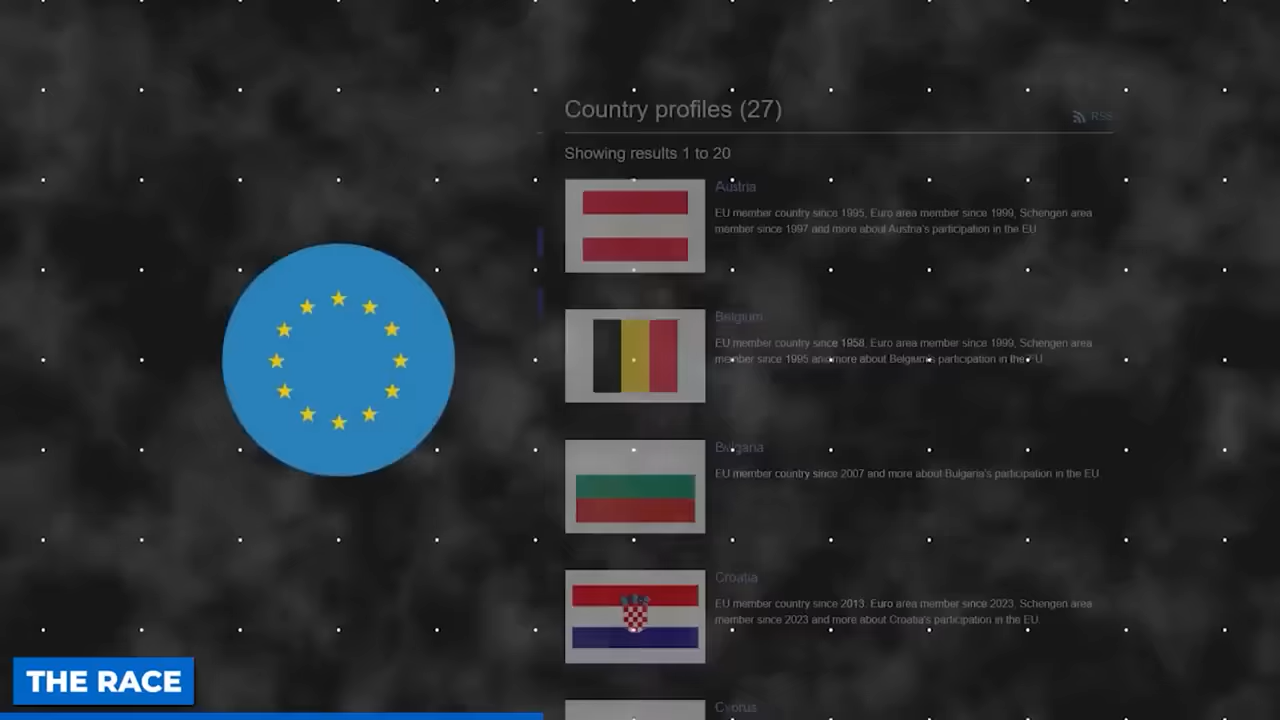 Country profiles (27)
RSS
Showing results 1 to 20
Austria
EU member country since 1995, Euro area member since 1999, Schengen area
member since 1997 and more about Austria's participation in the EU
Belgium
EU member country since 1958, Euro area member since 1999, Schengen area
member since 1995 and more about Belgium's participation in the EU
Bulgaria
EU member country since 2007 and more about Bulgaria's participation in the EU
Croatia
EU member country since 2013. Euro area member since 2023, Schengen area
member since 2023 and more about Croatia's participation in the EU.
Cyprus
THE RACE